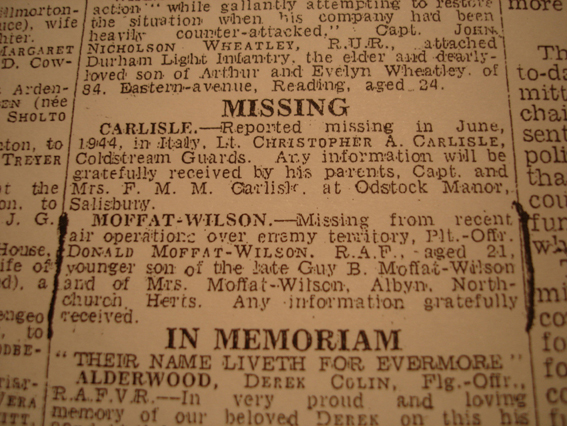 action" while gallantly attempting to restore
the situation when his company had been
heavily counter-attacked," Capt. JOHN
NICHOLSON WHEATLEY, R.U.R., attached
Durham Light Infantry, the elder and dearly-
loved son of Arthur and Evelyn Wheatley, of
84, Eastern-avenue, Reading, aged 24.
MISSING
CARLISLE.—Reported missing in June,
1944, in Italy, Lt. CHRISTOPHER A. CARLISLE,
Coldstream Guards. Any information will be
gratefully received by his parents, Capt. and
Mrs. F. M. M. Carlisle, at Odstock Manor,
Salisbury.
MOFFAT-WILSON.—Missing from recent
air operations over enemy territory, Plt.-Offr.
DONALD MOFFAT-WILSON, R.A.F., aged 21,
younger son of the late Guy B. Moffat-Wilson
and of Mrs. Moffat-Wilson, Albyn, North-
church, Herts. Any information gratefully
received.
IN MEMORIAM
"THEIR NAME LIVETH FOR EVERMORE"
ALDERWOOD, DEREK COLIN, Flg.-Offr.,
R.A.F.V.R.—In very proud and loving
memory of our beloved DEREK on this his